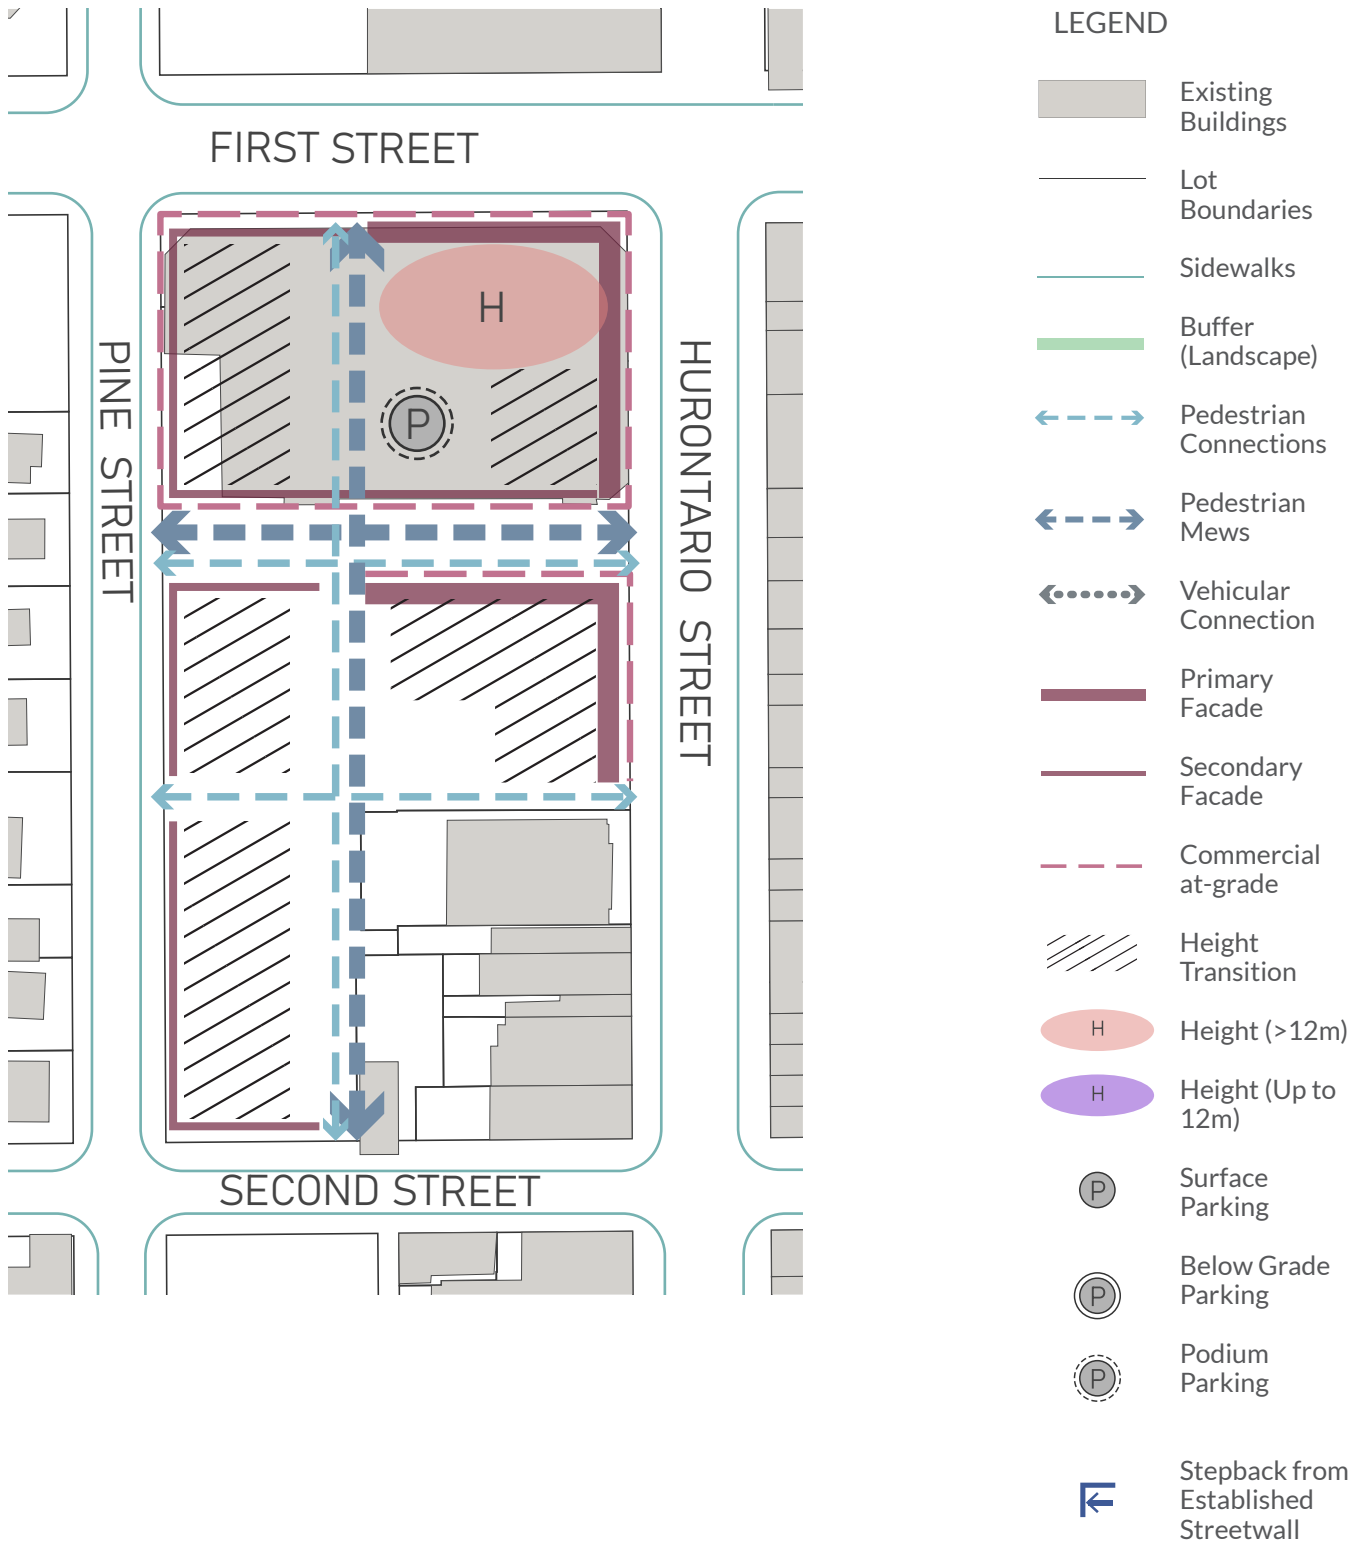 FIRST STREET
PINE STREET
HURONTARIO STREET
H
P
SECOND STREET
LEGEND
Existing
Buildings
Lot
Boundaries
Sidewalks
Buffer
(Landscape)
Pedestrian
Connections
Pedestrian
Mews
Vehicular
Connection
Primary
Facade
Secondary
Facade
Commercial
at-grade
Height
Transition
H
Height (>12m)
H
Height (Up to
12m)
P
Surface
Parking
P
Below Grade
Parking
P
Podium
Parking
Stepback from
Established
Streetwall